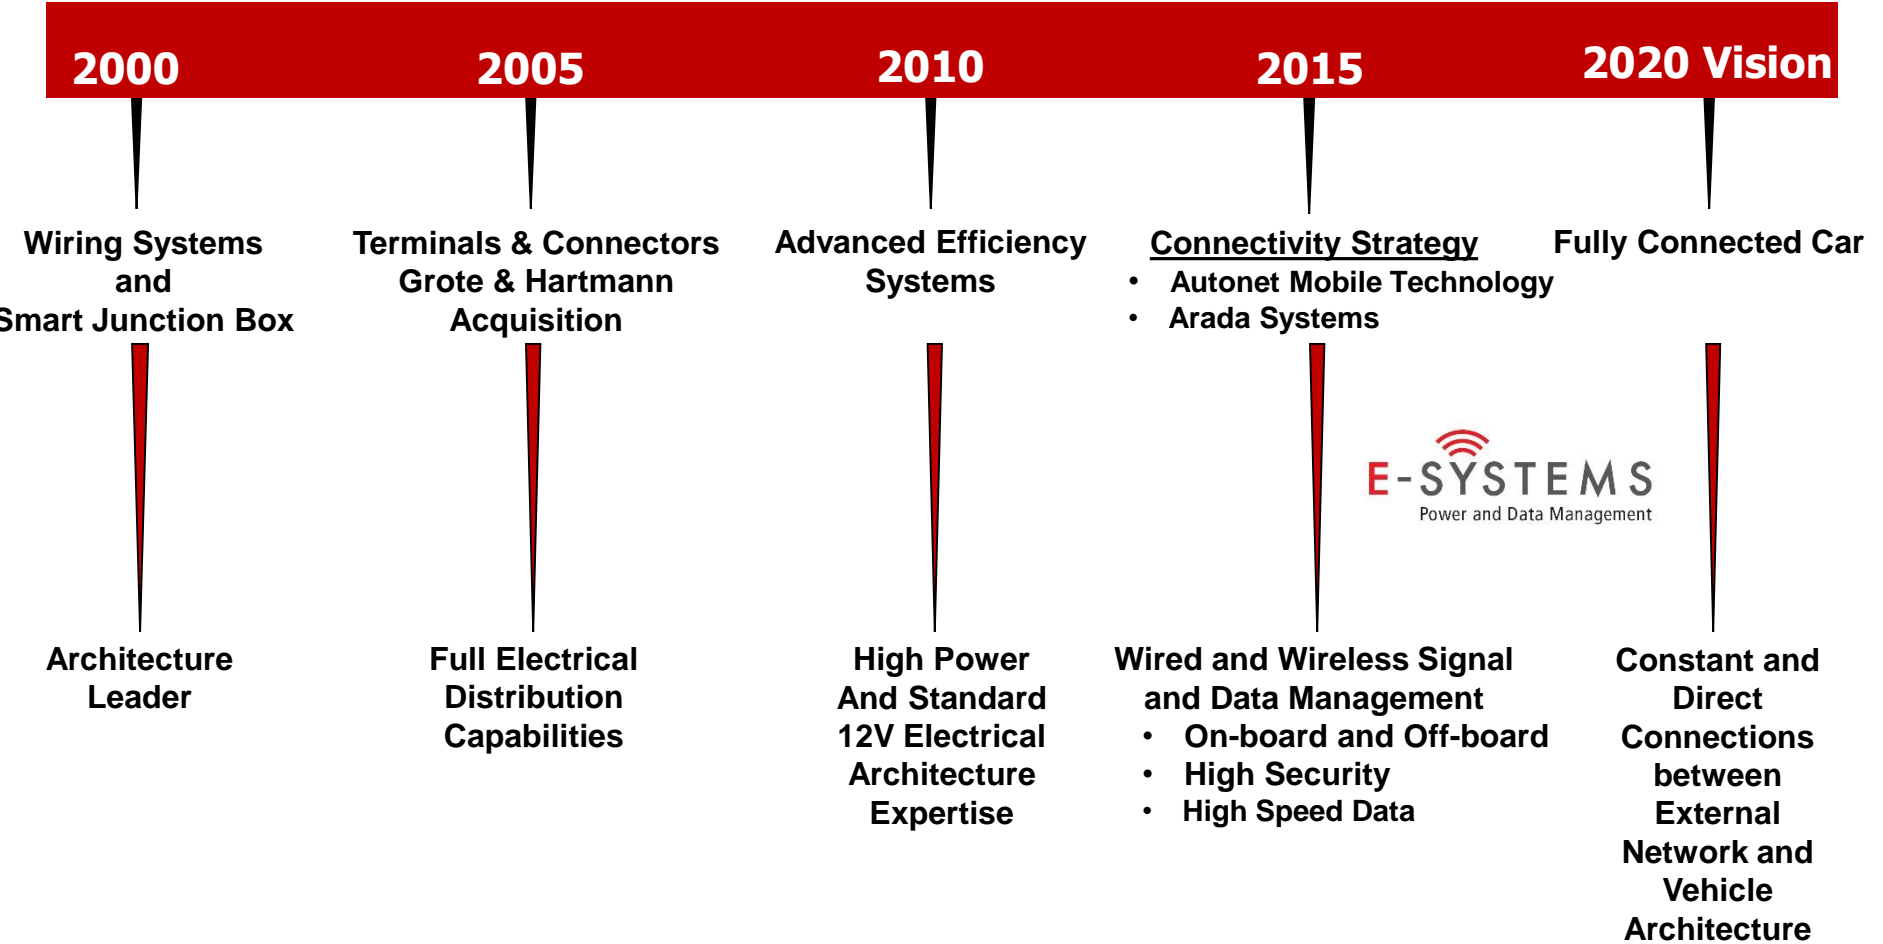 2000
2005
2010
2015
2020 Vision
Wiring Systems
and
Smart Junction Box
Terminals & Connectors
Grote & Hartmann
Acquisition
Advanced Efficiency
Systems
Connectivity Strategy
• Autonet Mobile Technology
• Arada Systems
Fully Connected Car
E-SYSTEMS
Power and Data Management
Architecture
Leader
Full Electrical
Distribution
Capabilities
High Power
And Standard
12V Electrical
Architecture
Expertise
Wired and Wireless Signal
and Data Management
• On-board and Off-board
• High Security
• High Speed Data
Constant and
Direct
Connections
between
External
Network and
Vehicle
Architecture